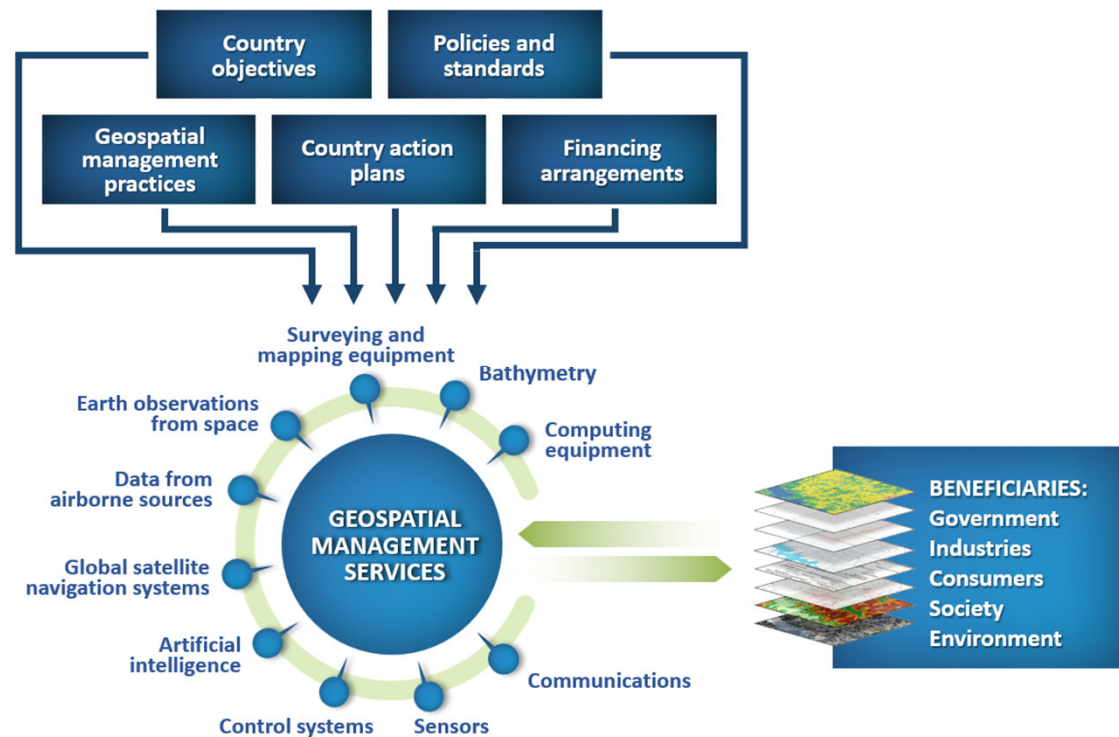 Country
objectives
Policies and
standards
Geospatial
management
practices
Country action
plans
Financing
arrangements
Surveying and
mapping equipment
Bathymetry
Earth observations
from space
Computing
equipment
Data from
airborne sources
GEOSPATIAL
MANAGEMENT
SERVICES
Global satellite
navigation systems
Artificial
intelligence
Control systems
Sensors
Communications
BENEFICIARIES:
Government
Industries
Consumers
Society
Environment